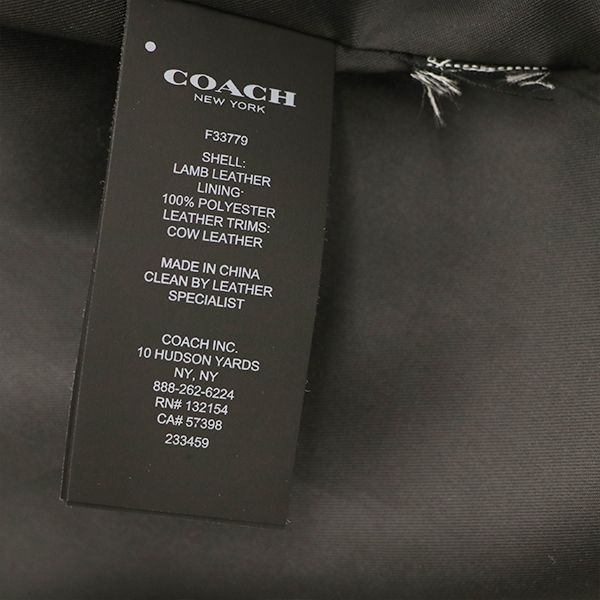 COACH
NEW YORK
F33779
SHELL:
LAMB LEATHER
LINING:
100% POLYESTER
LEATHER TRIMS:
COW LEATHER
MADE IN CHINA
CLEAN BY LEATHER
SPECIALIST
COACH INC.
10 HUDSON YARDS
NY, NY
888-262-6224
RN# 132154
CA# 57398
233459